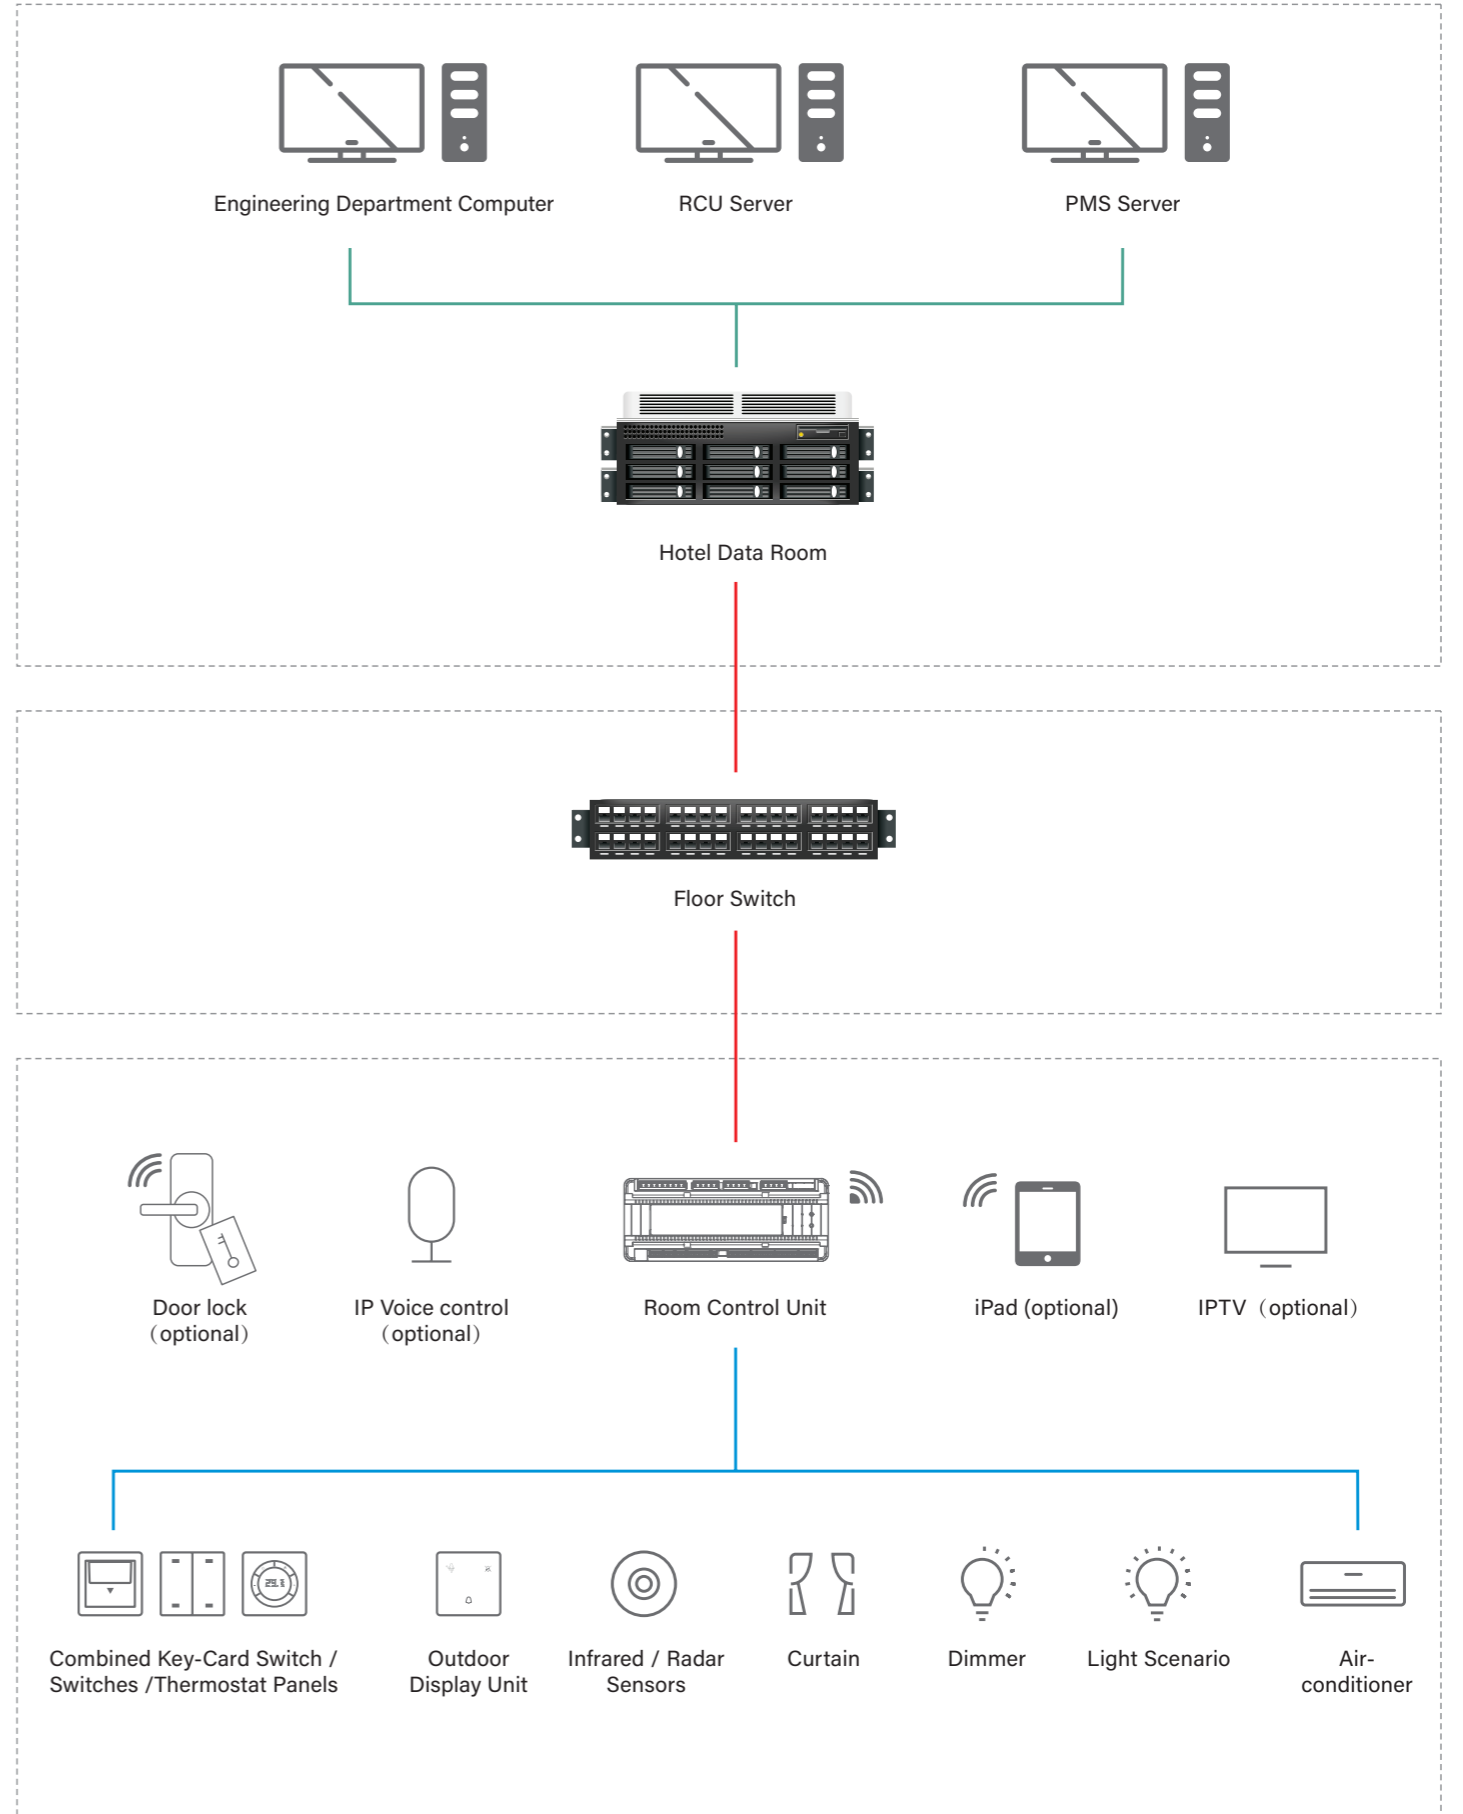 Engineering Department Computer
RCU Server
PMS Server
Hotel Data Room
Floor Switch
Door lock
（optional）
IP Voice control
（optional）
Room Control Unit
iPad (optional)
IPTV（optional）
Combined Key-Card Switch /
Switches /Thermostat Panels
Outdoor
Display Unit
Infrared / Radar
Sensors
Curtain
Dimmer
Light Scenario
Air-
conditioner